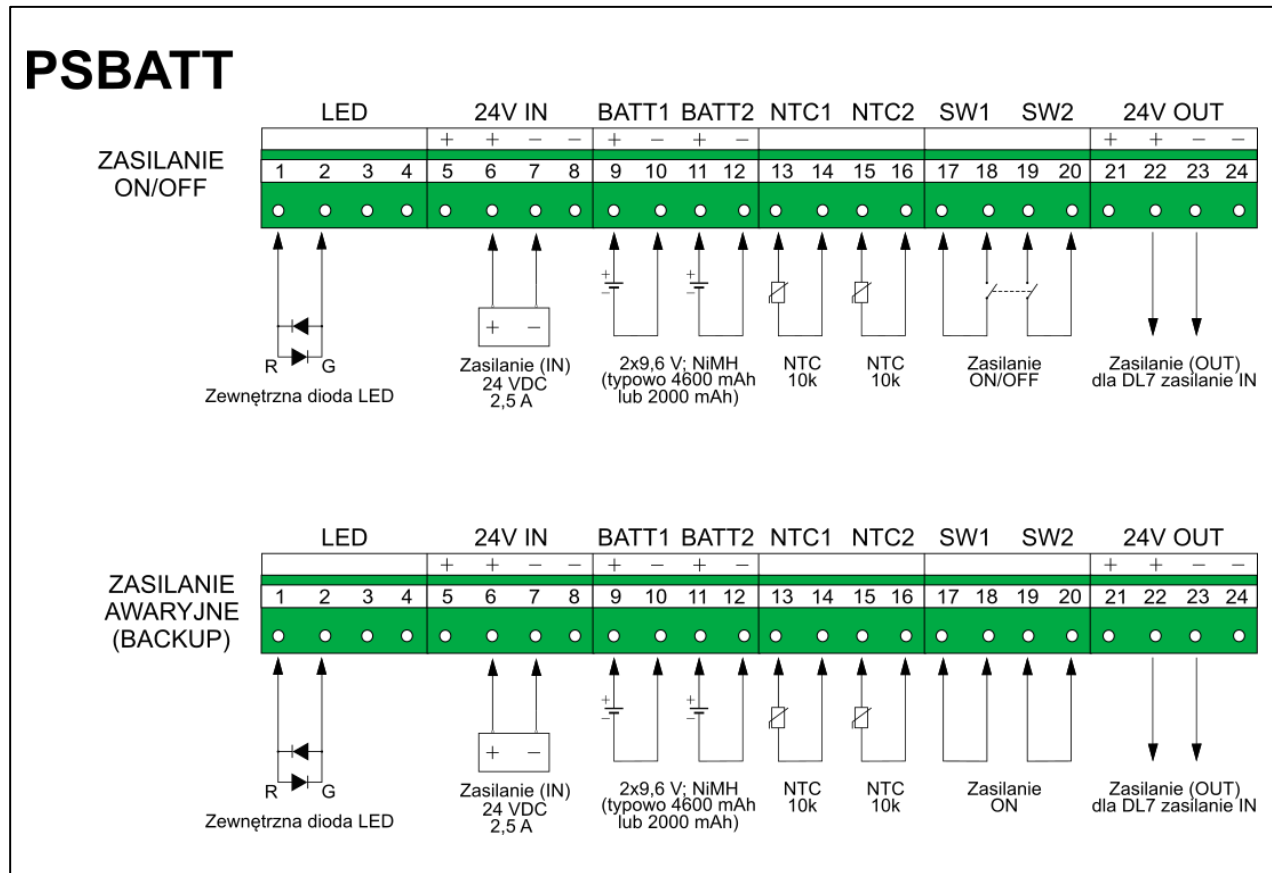 PSBATT
LED 24V IN BATT1 BATT2 NTC1 NTC2 SW1 SW2 24V OUT
+ + − − + − + − + + − −
ZASILANIE
ON/OFF
1 2 3 4 5 6 7 8 9 10 11 12 13 14 15 16 17 18 19 20 21 22 23 24
+ − + −
+ −
R G
Zewnętrzna dioda LED
Zasilanie (IN)
24 VDC
2,5 A
2x9,6 V; NiMH
(typowo 4600 mAh
lub 2000 mAh)
NTC
10k
NTC
10k
Zasilanie
ON/OFF
Zasilanie (OUT)
dla DL7 zasilanie IN
LED 24V IN BATT1 BATT2 NTC1 NTC2 SW1 SW2 24V OUT
+ + − − + − + − + + − −
ZASILANIE
AWARYJNE
(BACKUP)
1 2 3 4 5 6 7 8 9 10 11 12 13 14 15 16 17 18 19 20 21 22 23 24
+ − + −
+ −
R G
Zewnętrzna dioda LED
Zasilanie (IN)
24 VDC
2,5 A
2x9,6 V; NiMH
(typowo 4600 mAh
lub 2000 mAh)
NTC
10k
NTC
10k
Zasilanie
ON
Zasilanie (OUT)
dla DL7 zasilanie IN